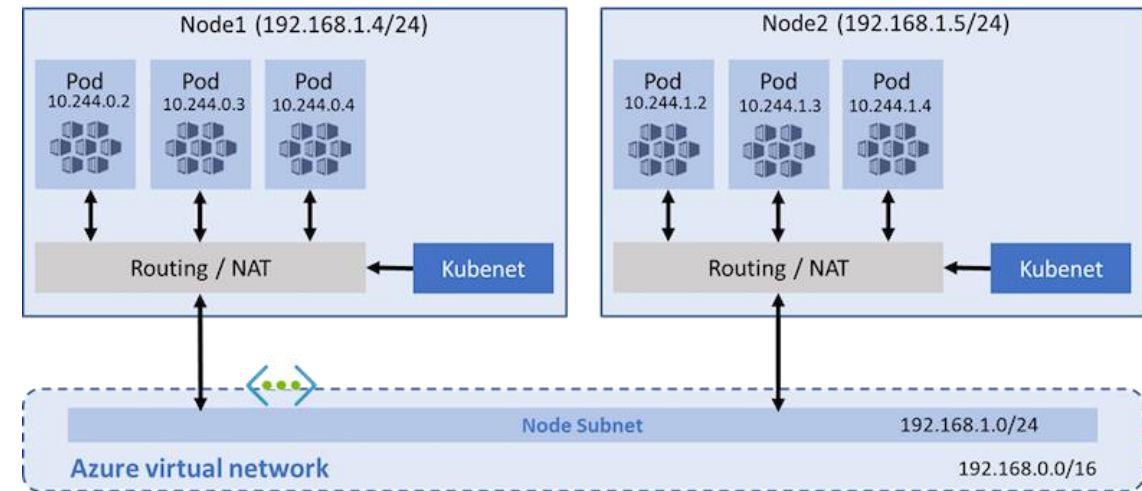 Node1 (192.168.1.4/24)
Pod
10.244.0.2
Pod
10.244.0.3
Pod
10.244.0.4
Routing / NAT
Kubenet
Node2 (192.168.1.5/24)
Pod
10.244.1.2
Pod
10.244.1.3
Pod
10.244.1.4
Routing / NAT
Kubenet
Node Subnet
192.168.1.0/24
Azure virtual network
192.168.0.0/16